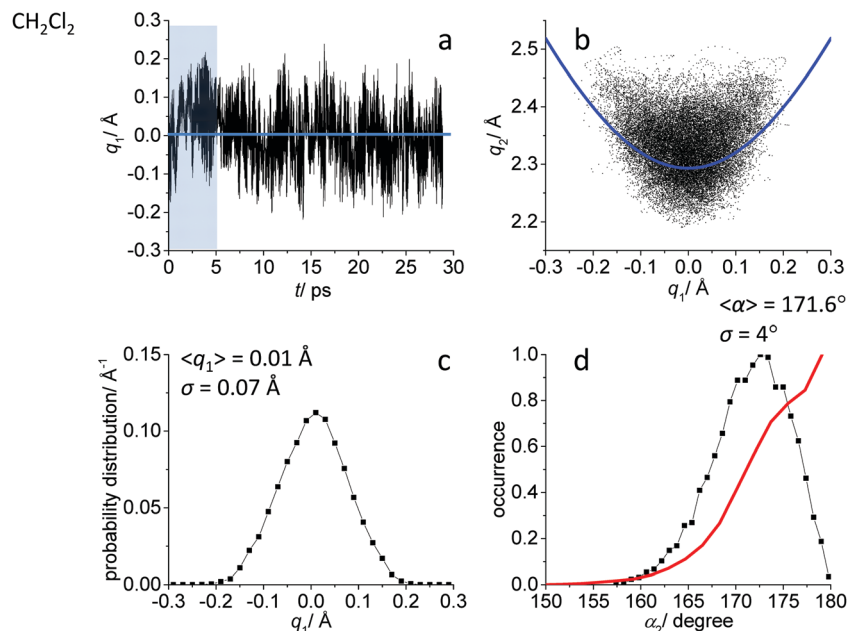 CH₂Cl₂
a
0.3
0.2
0.1
0.0
-0.1
-0.2
-0.3
q₁/ Å
0 5 10 15 20 25 30
t/ ps
b
2.5
2.4
2.3
2.2
q₂/ Å
-0.3 -0.2 -0.1 0.0 0.1 0.2 0.3
q₁/ Å
<α> = 171.6°
σ = 4°
c
<q₁> = 0.01 Å
σ = 0.07 Å
0.15
0.10
0.05
0.00
probability distribution/ Å⁻¹
-0.3 -0.2 -0.1 0.0 0.1 0.2 0.3
q₁/ Å
d
1.0
0.8
0.6
0.4
0.2
0.0
occurrence
150 155 160 165 170 175 180
α₂/ degree